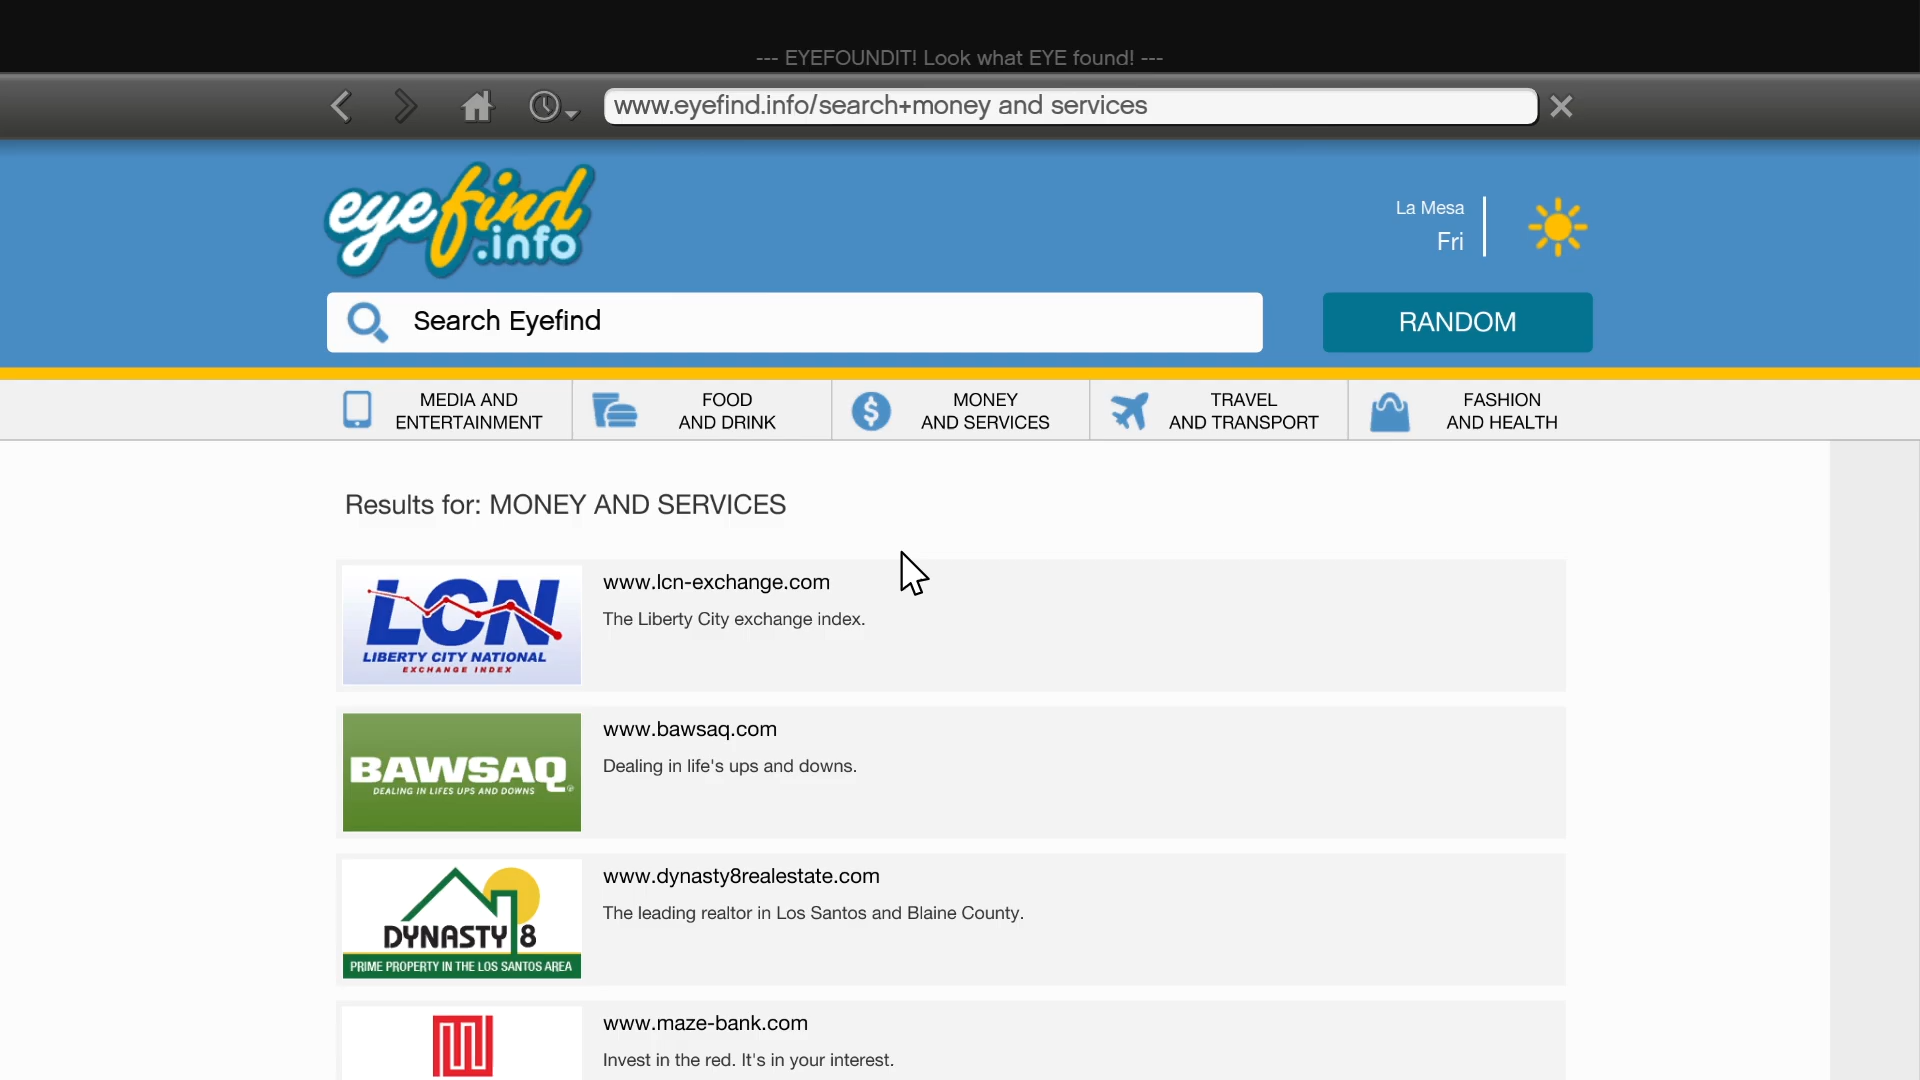 --- EYEFOUNDIT! Look what EYE found! ---
www.eyefind.info/search+money and services
eyefind.info
La Mesa
Fri
Search Eyefind
RANDOM
MEDIA AND
ENTERTAINMENT
FOOD
AND DRINK
MONEY
AND SERVICES
TRAVEL
AND TRANSPORT
FASHION
AND HEALTH
Results for: MONEY AND SERVICES
LCN
LIBERTY CITY NATIONAL
EXCHANGE INDEX
www.lcn-exchange.com
The Liberty City exchange index.
BAWSAQ
DEALING IN LIFES UPS AND DOWNS
www.bawsaq.com
Dealing in life's ups and downs.
DYNASTY 8
PRIME PROPERTY IN THE LOS SANTOS AREA
www.dynasty8realestate.com
The leading realtor in Los Santos and Blaine County.
www.maze-bank.com
Invest in the red. It's in your interest.